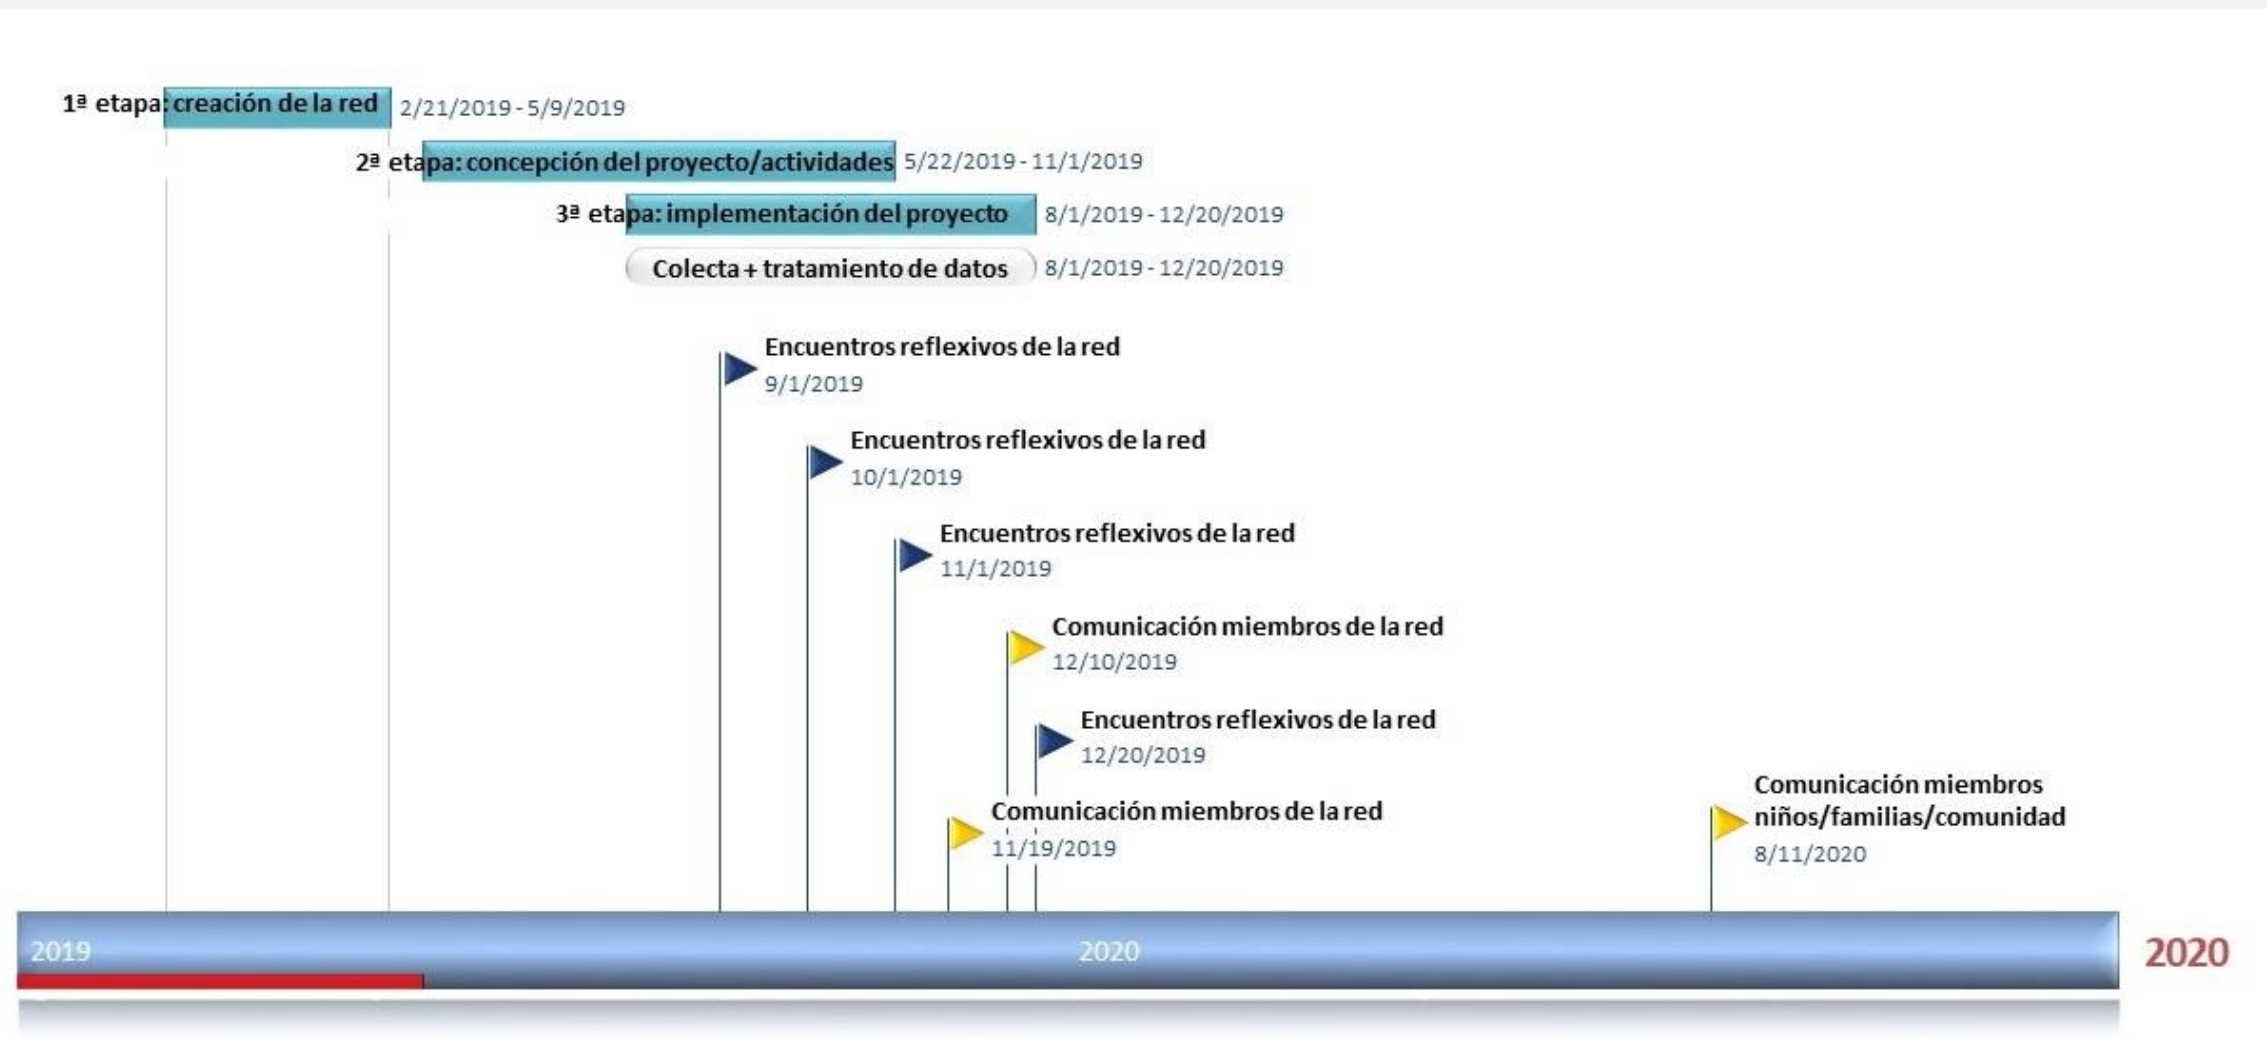 1ª etapa: creación de la red 2/21/2019 - 5/9/2019
2ª etapa: concepción del proyecto/actividades 5/22/2019 - 11/1/2019
3ª etapa: implementación del proyecto 8/1/2019 - 12/20/2019
Colecta + tratamiento de datos 8/1/2019 - 12/20/2019
Encuentros reflexivos de la red
9/1/2019
Encuentros reflexivos de la red
10/1/2019
Encuentros reflexivos de la red
11/1/2019
Comunicación miembros de la red
12/10/2019
Encuentros reflexivos de la red
12/20/2019
Comunicación miembros de la red
11/19/2019
Comunicación miembros
niños/familias/comunidad
8/11/2020
2019 2020 2020